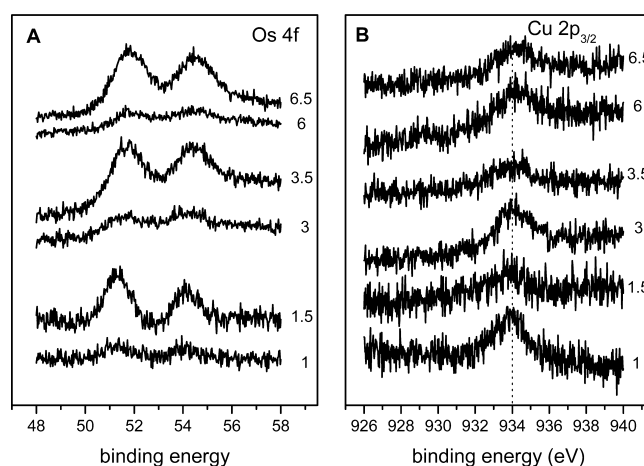 A
Os 4f
6.5
6
3.5
3
1.5
1
48 50 52 54 56 58
binding energy
B
Cu 2p3/2
6.5
6
3.5
3
1.5
1
926 928 930 932 934 936 938 940
binding energy (eV)